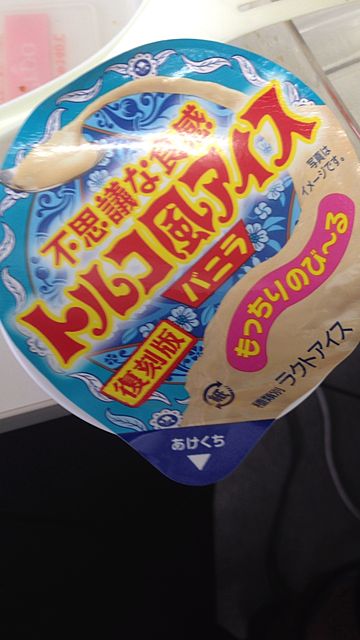 不思議な食感
トルコ風アイス
バニラ
復刻版
写真は
イメージです。
もっちりのび〜る
紙
種類別 ラクトアイス
あけくち